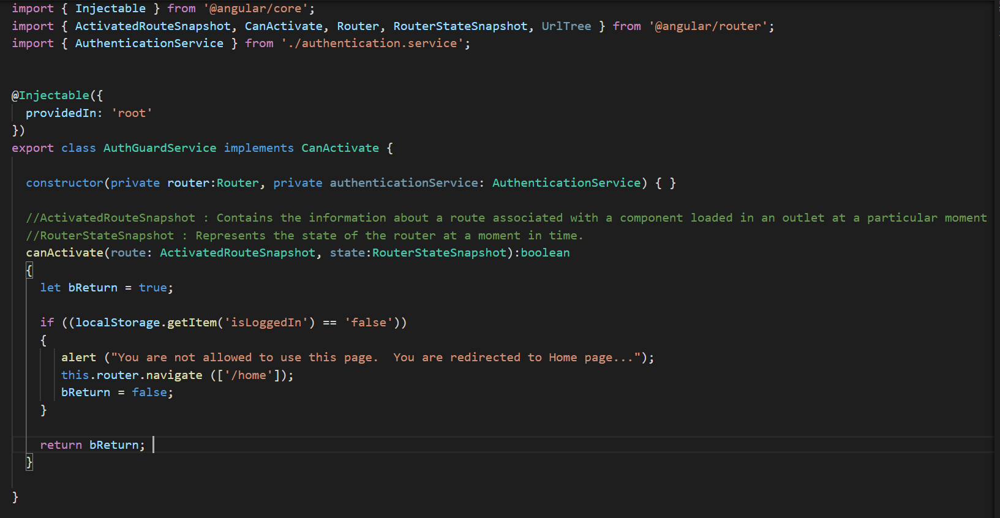 import { Injectable } from '@angular/core';
import { ActivatedRouteSnapshot, CanActivate, Router, RouterStateSnapshot, UrlTree } from '@angular/router';
import { AuthenticationService } from './authentication.service';
@Injectable({
  providedIn: 'root'
})
export class AuthGuardService implements CanActivate {
  constructor(private router:Router, private authenticationService: AuthenticationService) { }
  //ActivatedRouteSnapshot : Contains the information about a route associated with a component loaded in an outlet at a particular moment
  //RouterStateSnapshot : Represents the state of the router at a moment in time.
  canActivate(route: ActivatedRouteSnapshot, state:RouterStateSnapshot):boolean
  {
    let bReturn = true;
    if ((localStorage.getItem('isLoggedIn') == 'false'))
    {
       alert ("You are not allowed to use this page.  You are redirected to Home page...");
       this.router.navigate (['/home']);
       bReturn = false;
    }
    return bReturn;
  }
}